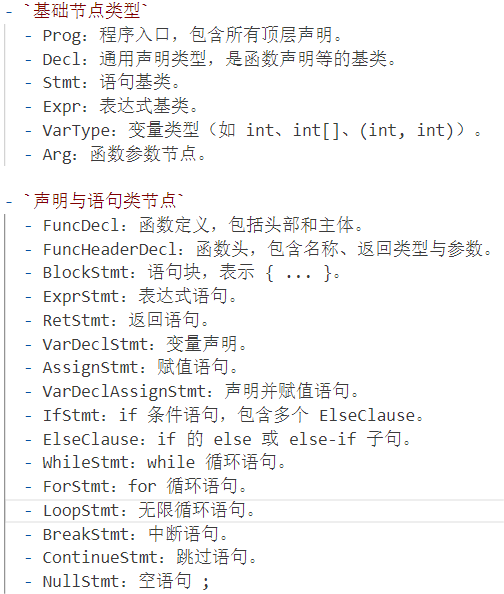 - `基础节点类型`
- Prog：程序入口，包含所有顶层声明。
- Decl：通用声明类型，是函数声明等的基类。
- Stmt：语句基类。
- Expr：表达式基类。
- VarType：变量类型（如 int、int[]、(int, int)）。
- Arg：函数参数节点。
- `声明与语句类节点`
- FuncDecl：函数定义，包括头部和主体。
- FuncHeaderDecl：函数头，包含名称、返回类型与参数。
- BlockStmt：语句块，表示 { ... }。
- ExprStmt：表达式语句。
- RetStmt：返回语句。
- VarDeclStmt：变量声明。
- AssignStmt：赋值语句。
- VarDeclAssignStmt：声明并赋值语句。
- IfStmt：if 条件语句，包含多个 ElseClause。
- ElseClause：if 的 else 或 else-if 子句。
- WhileStmt：while 循环语句。
- ForStmt：for 循环语句。
- LoopStmt：无限循环语句。
- BreakStmt：中断语句。
- ContinueStmt：跳过语句。
- NullStmt：空语句 ;